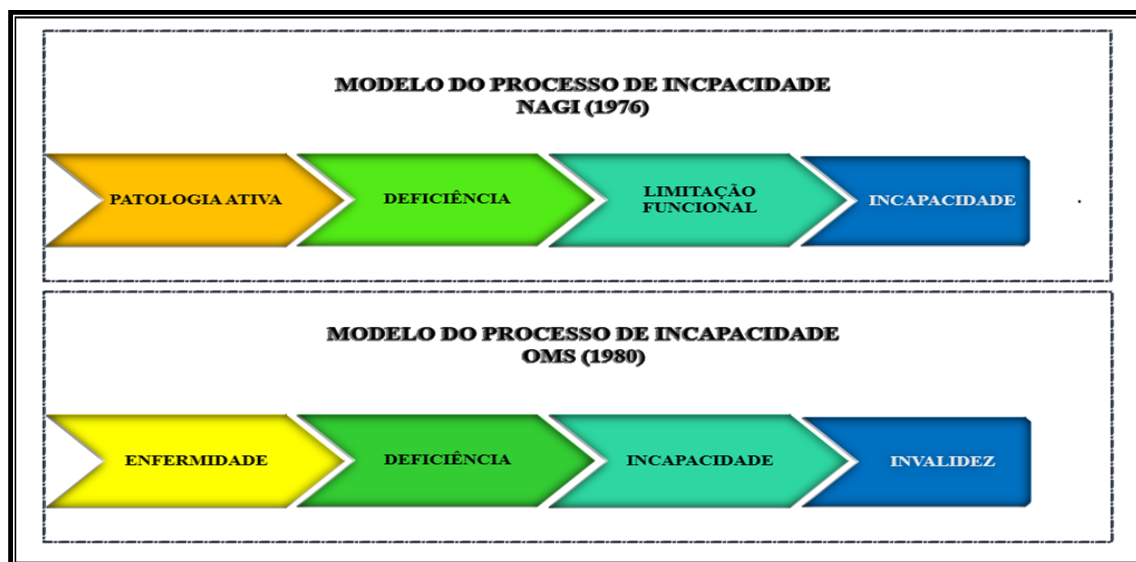 MODELO DO PROCESSO DE INCPACIDADE
NAGI (1976)
PATOLOGIA ATIVA
DEFICIÊNCIA
LIMITAÇÃO
FUNCIONAL
INCAPACIDADE
.
MODELO DO PROCESSO DE INCAPACIDADE
OMS (1980)
ENFERMIDADE
DEFICIÊNCIA
INCAPACIDADE
INVALIDEZ